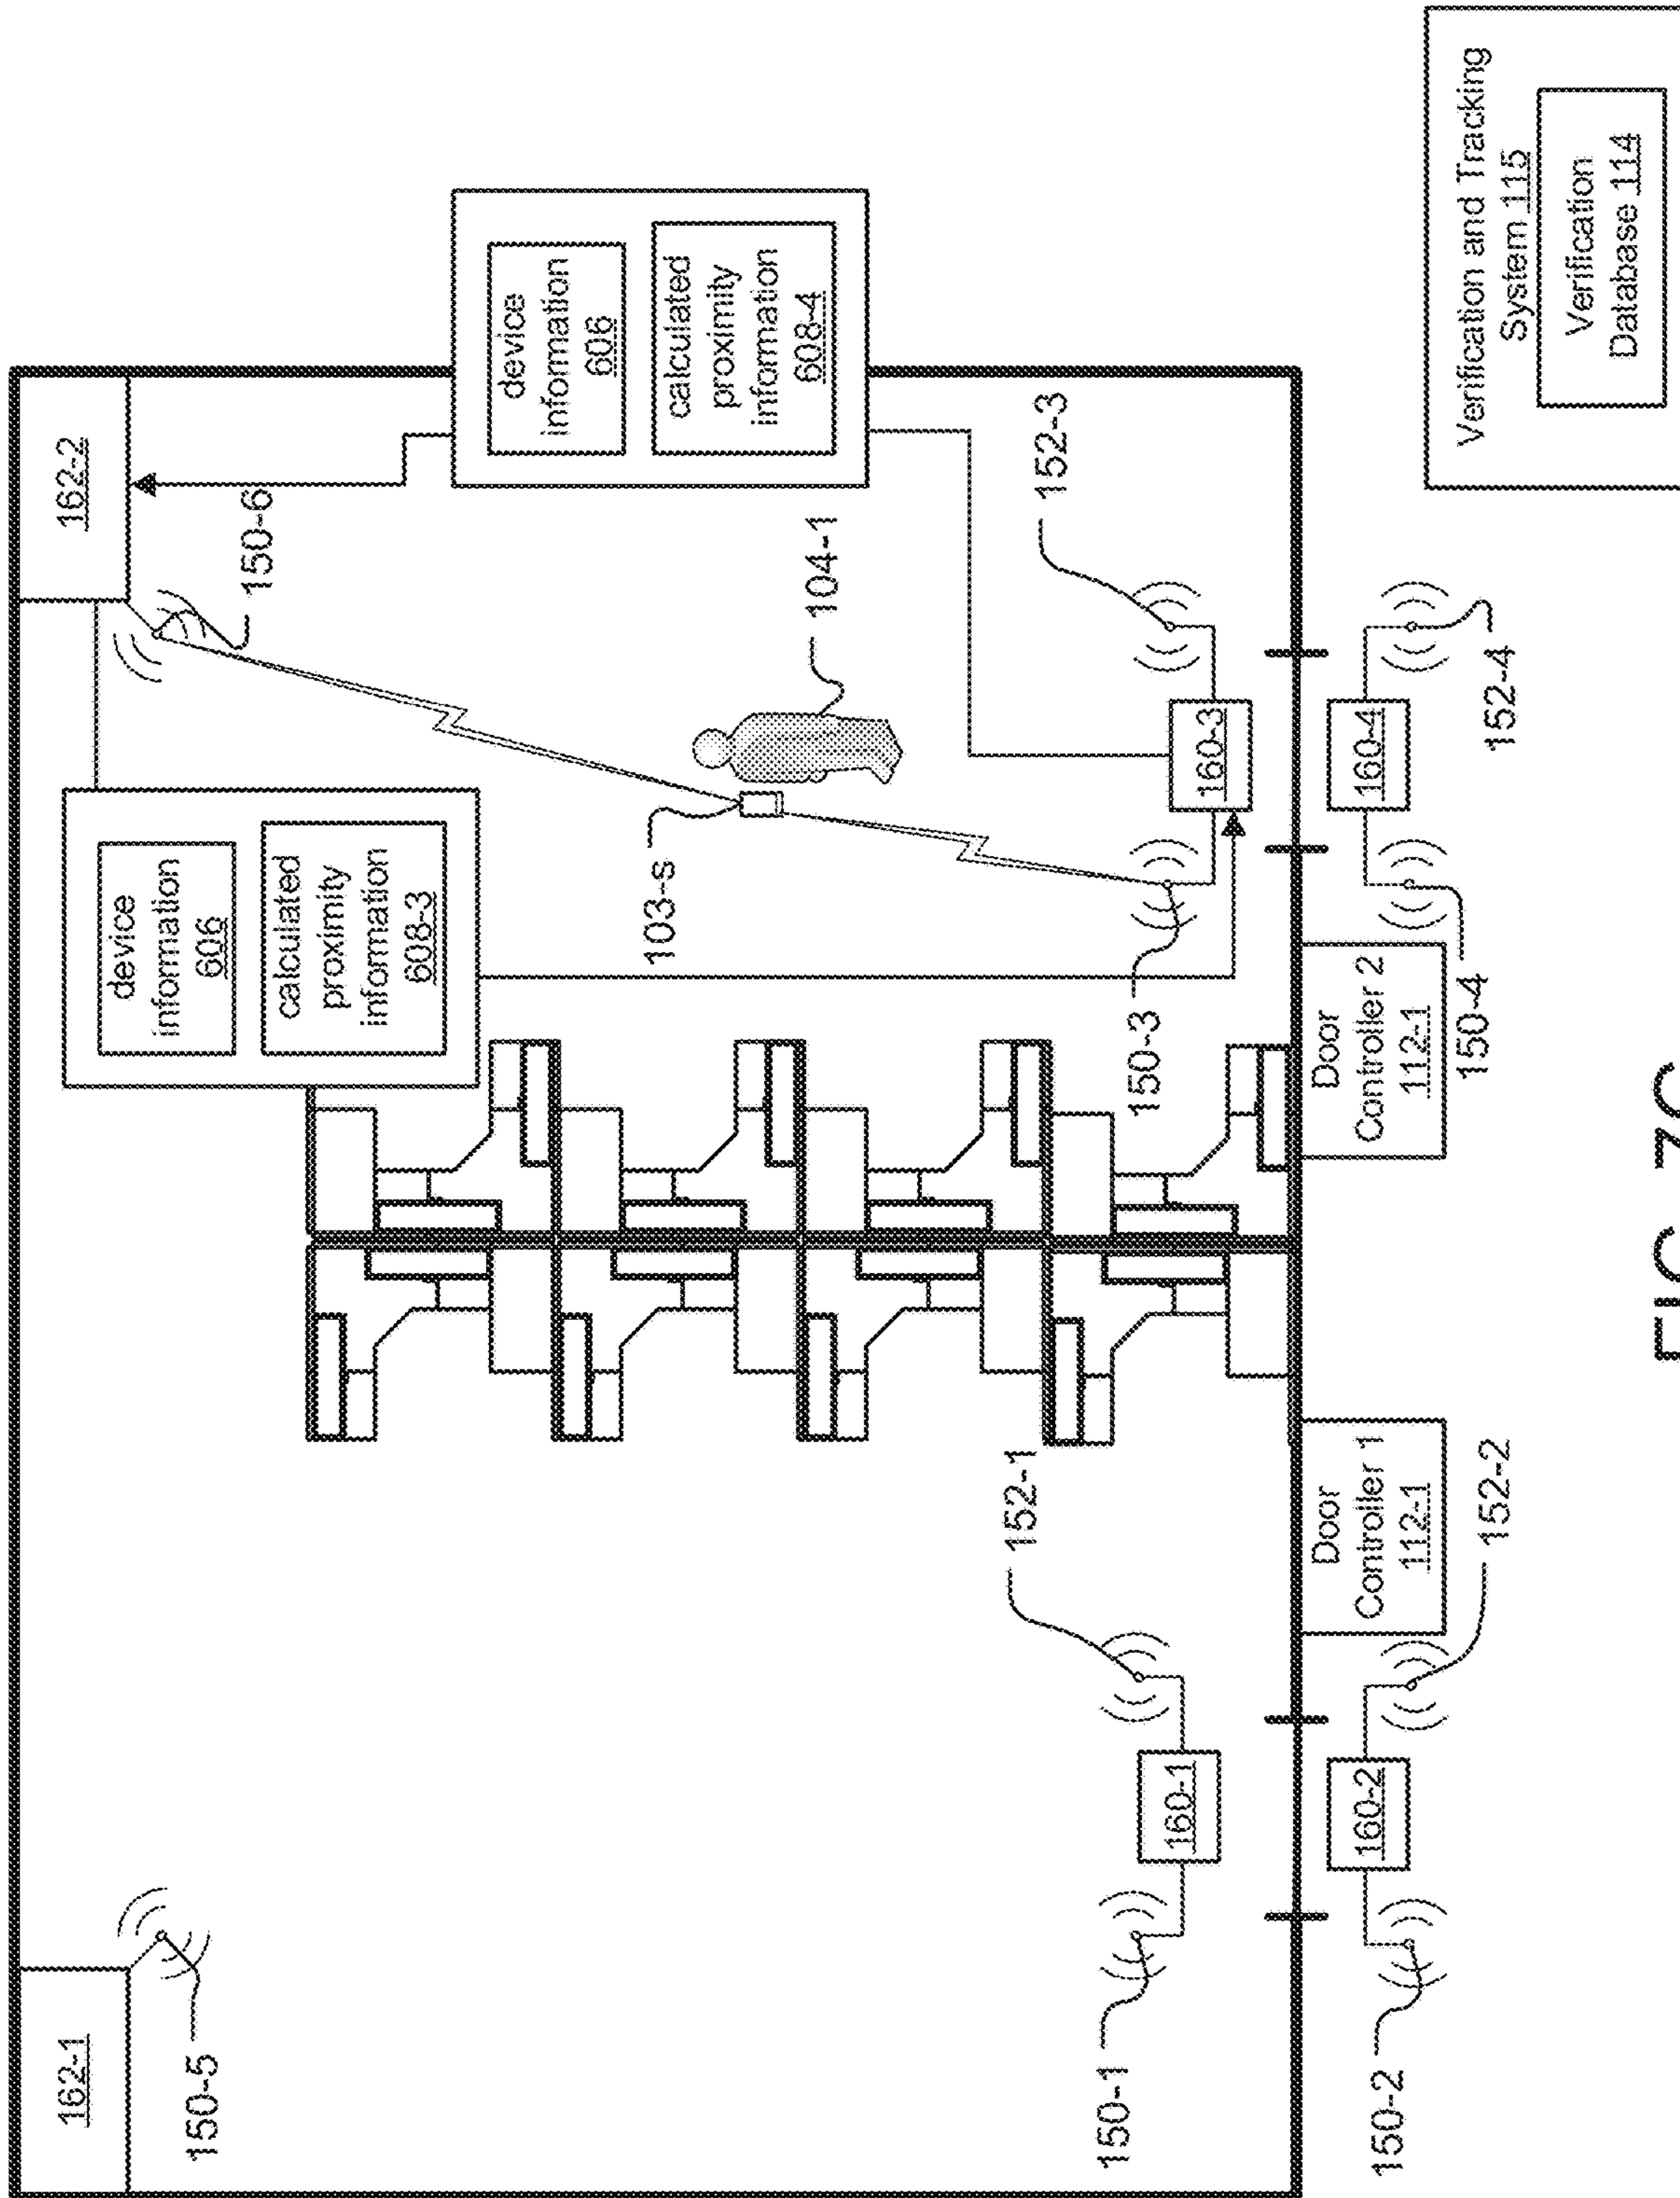 162-1
162-2
150-5
150-6
device
information
606
calculated
proximity
information
608-3
device
information
606
calculated
proximity
information
608-4
103-s
104-1
152-1
152-3
150-1
150-3
160-1
160-3
Door
Controller 1
112-1
Door
Controller 2
112-1
160-2
160-4
150-2
152-2
150-4
152-4
Verification and Tracking
System 115
Verification
Database 114
FIG. 7C